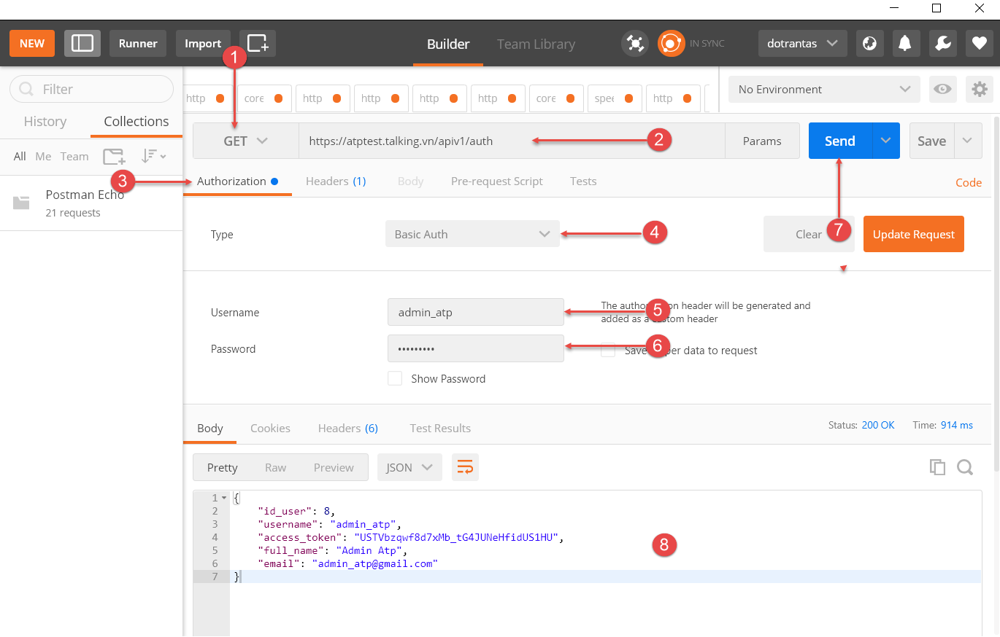 NEW Runner Import Builder Team Library IN SYNC dotrantas
1
Filter
http core http http http http core spee http
No Environment
History Collections
GET https://atptest.talking.vn/apiv1/auth 2 Params Send Save
All Me Team
3 Authorization Headers (1) Body Pre-request Script Tests Code
Postman Echo
21 requests
Type Basic Auth 4 Clear 7 Update Request
Username admin_atp 5
The header will be generated and
added as a custom header
Password ••••••••• 6 Save data to request
Show Password
Body Cookies Headers (6) Test Results Status: 200 OK Time: 914 ms
Pretty Raw Preview JSON
1 {
2 "id_user": 8,
3 "username": "admin_atp",
4 "access_token": "USTVbzqwf8d7xMb_tG4JUNeHfidUS1HU",
5 "full_name": "Admin Atp",
6 "email": "admin_atp@gmail.com"
7 }
8